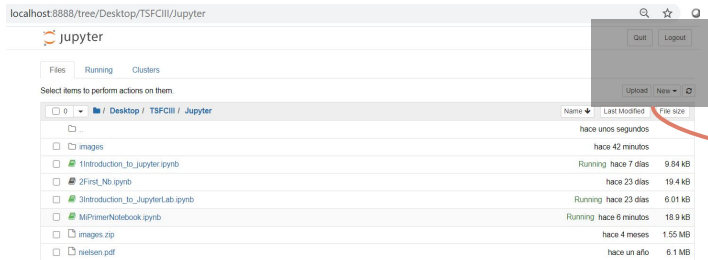 localhost:8888/tree/Desktop/TSFCIII/Jupyter
jupyter
Quit Logout
Files Running Clusters
Select items to perform actions on them.
Upload New
0 / Desktop / TSFCIII / Jupyter Name Last Modified File size
.. hace unos segundos
images hace 42 minutos
1Introduction_to_jupyter.ipynb Running hace 7 días 9.84 kB
2First_Nb.ipynb hace 23 días 19.4 kB
3Introduction_to_JupyterLab.ipynb Running hace 23 días 6.01 kB
MiPrimerNotebook.ipynb Running hace 6 minutos 18.9 kB
images.zip hace 4 meses 1.55 MB
nielsen.pdf hace un año 6.1 MB